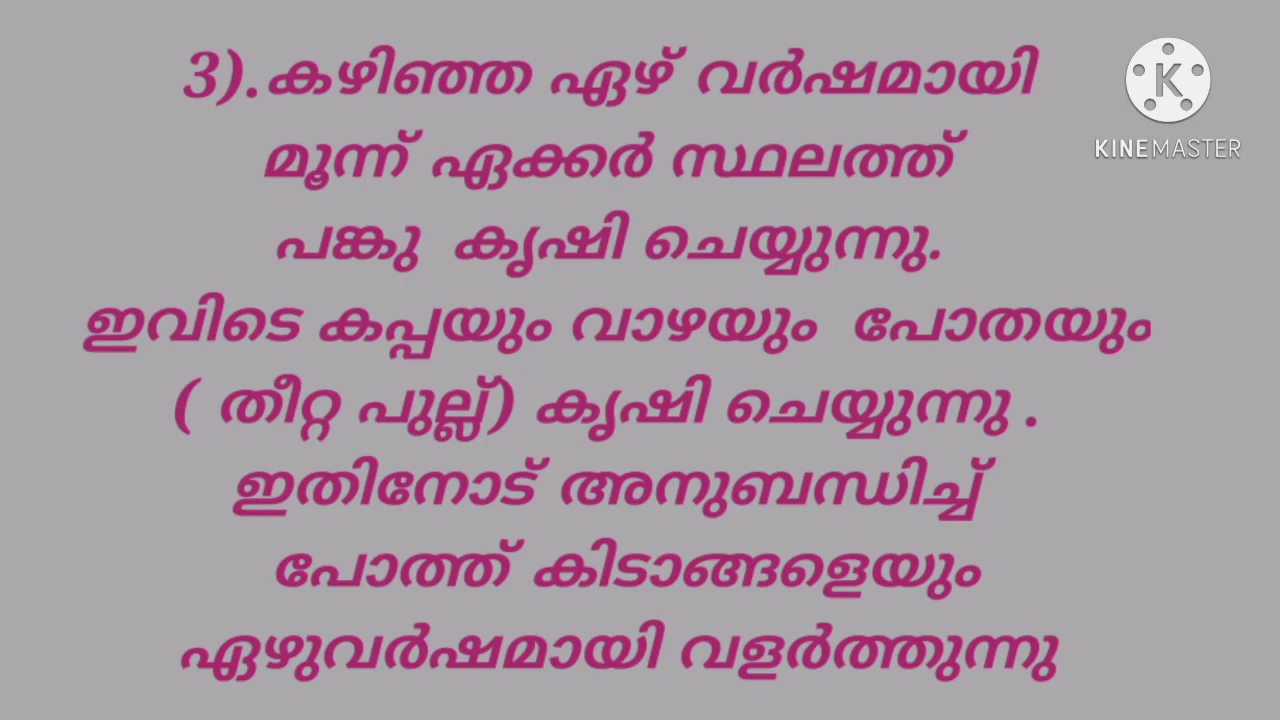 3).കഴിഞ്ഞ ഏഴ് വർഷമായി
മൂന്ന് ഏക്കർ സ്ഥലത്ത്
പങ്കു കൃഷി ചെയ്യുന്നു.
ഇവിടെ കപ്പയും വാഴയും പോതയും
( തീറ്റ പുല്ല്) കൃഷി ചെയ്യുന്നു .
ഇതിനോട് അനുബന്ധിച്ച്
പോത്ത് കിടാങ്ങളെയും
ഏഴുവർഷമായി വളർത്തുന്നു
K
KINEMASTER